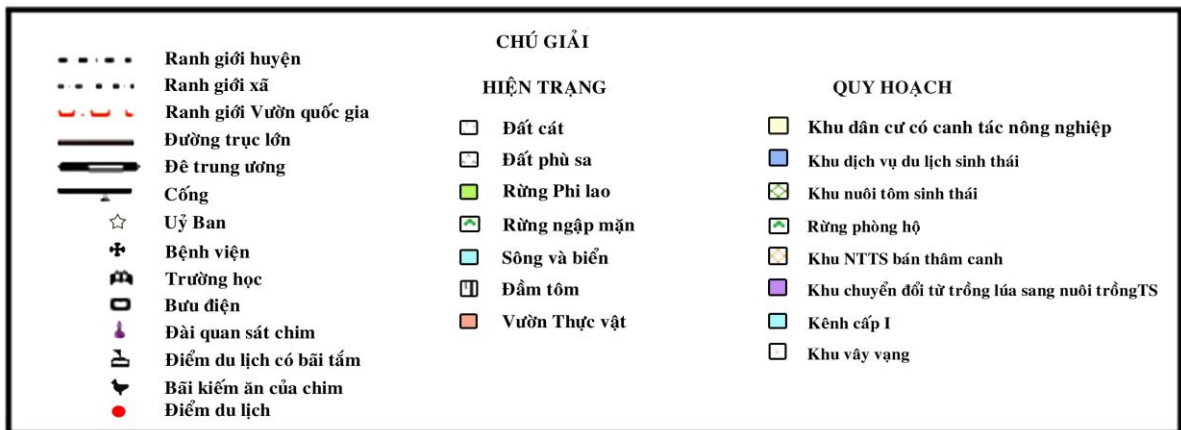 CHÚ GIẢI
Ranh giới huyện
Ranh giới xã
Ranh giới Vườn quốc gia
Đường trục lớn
Đê trung ương
Cống
Uỷ Ban
Bệnh viện
Trường học
Bưu điện
Đài quan sát chim
Điểm du lịch có bãi tắm
Bãi kiếm ăn của chim
Điểm du lịch
HIỆN TRẠNG
Đất cát
Đất phù sa
Rừng Phi lao
Rừng ngập mặn
Sông và biển
Đầm tôm
Vườn Thực vật
QUY HOẠCH
Khu dân cư có canh tác nông nghiệp
Khu dịch vụ du lịch sinh thái
Khu nuôi tôm sinh thái
Rừng phòng hộ
Khu NTTS bán thâm canh
Khu chuyển đổi từ trồng lúa sang nuôi trồngTS
Kênh cấp I
Khu vây vạng